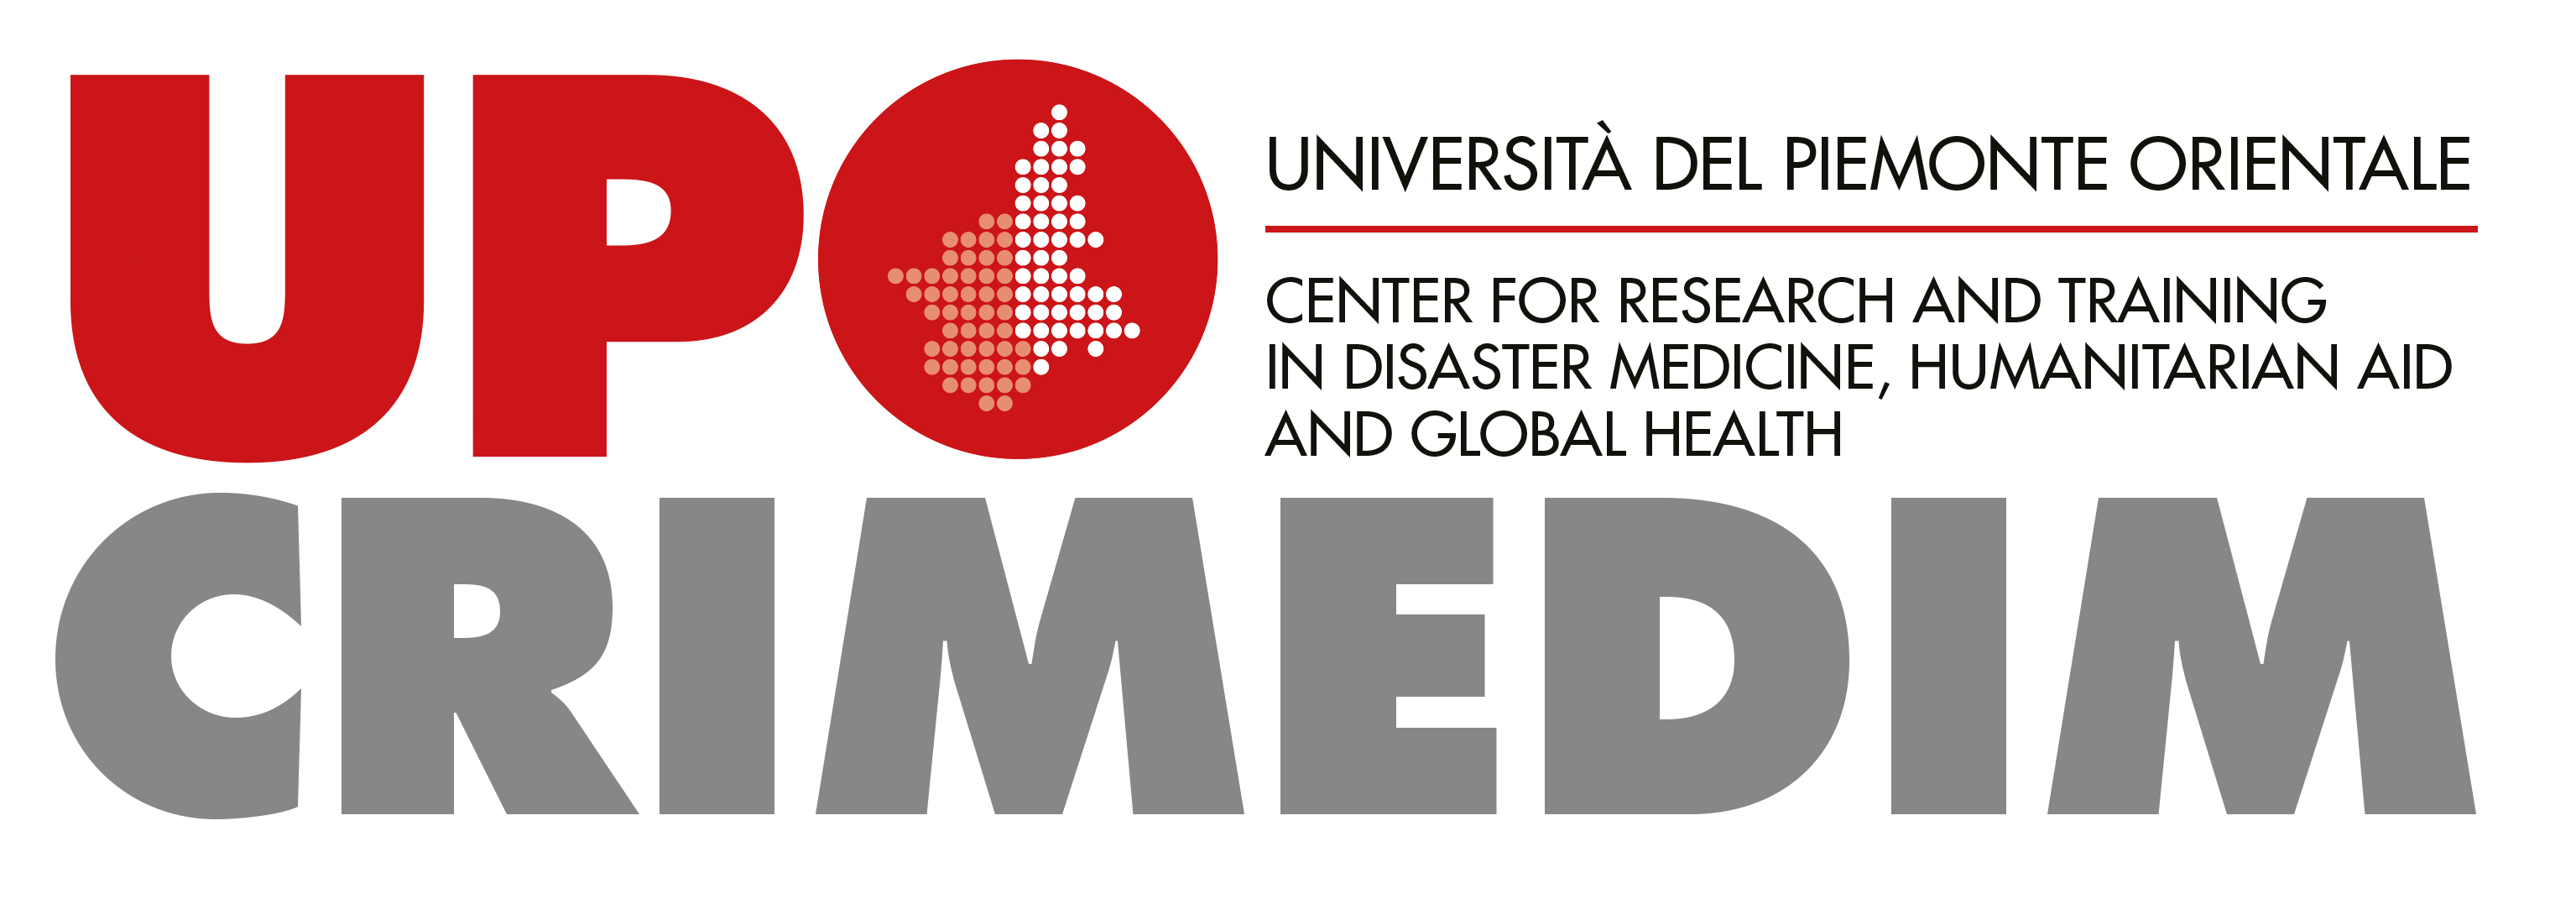 UPO
UNIVERSITÀ DEL PIEMONTE ORIENTALE
CENTER FOR RESEARCH AND TRAINING
IN DISASTER MEDICINE, HUMANITARIAN AID
AND GLOBAL HEALTH
CRIMEDIM